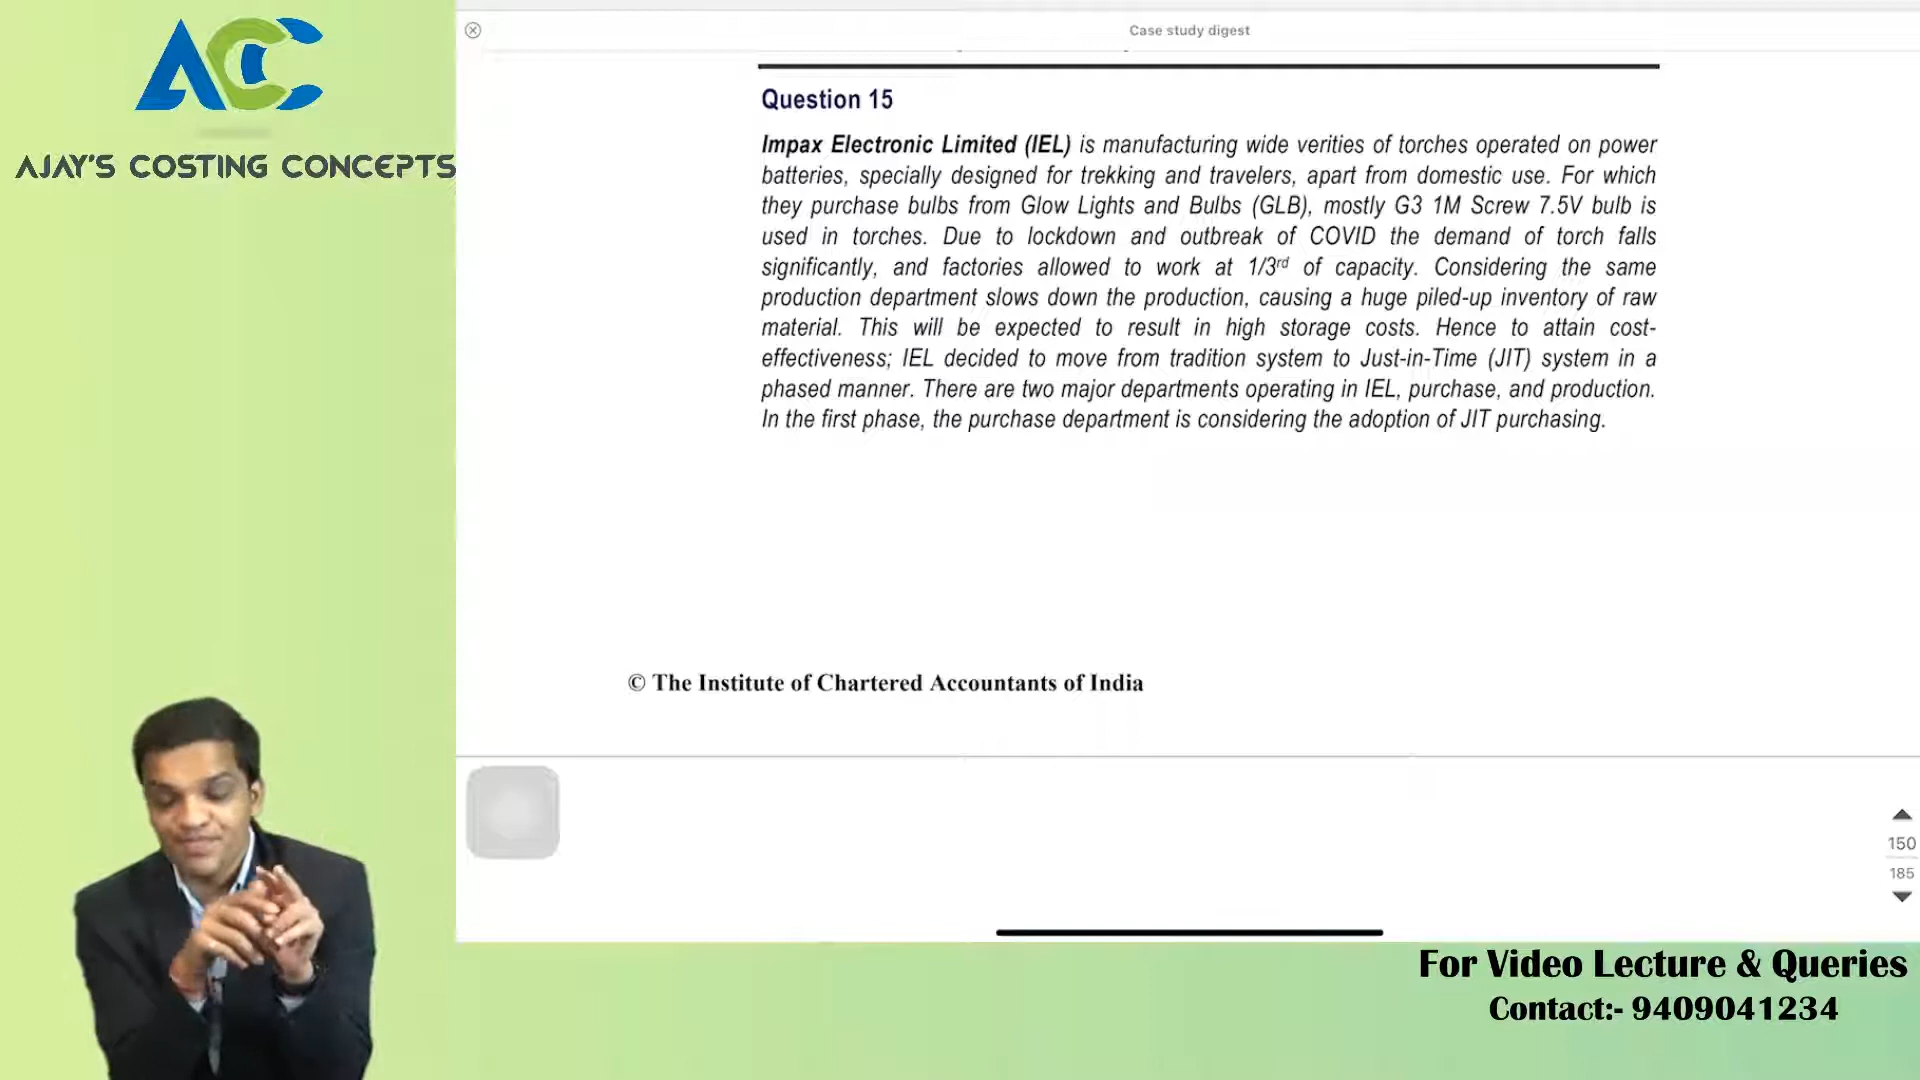 ACC
AJAY'S COSTING CONCEPTS
Case study digest
Question 15
Impax Electronic Limited (IEL) is manufacturing wide verities of torches operated on power
batteries, specially designed for trekking and travelers, apart from domestic use. For which
they purchase bulbs from Glow Lights and Bulbs (GLB), mostly G3 1M Screw 7.5V bulb is
used in torches. Due to lockdown and outbreak of COVID the demand of torch falls
significantly, and factories allowed to work at 1/3rd of capacity. Considering the same
production department slows down the production, causing a huge piled-up inventory of raw
material. This will be expected to result in high storage costs. Hence to attain cost-
effectiveness; IEL decided to move from tradition system to Just-in-Time (JIT) system in a
phased manner. There are two major departments operating in IEL, purchase, and production.
In the first phase, the purchase department is considering the adoption of JIT purchasing.
© The Institute of Chartered Accountants of India
150
185
For Video Lecture & Queries
Contact:- 9409041234